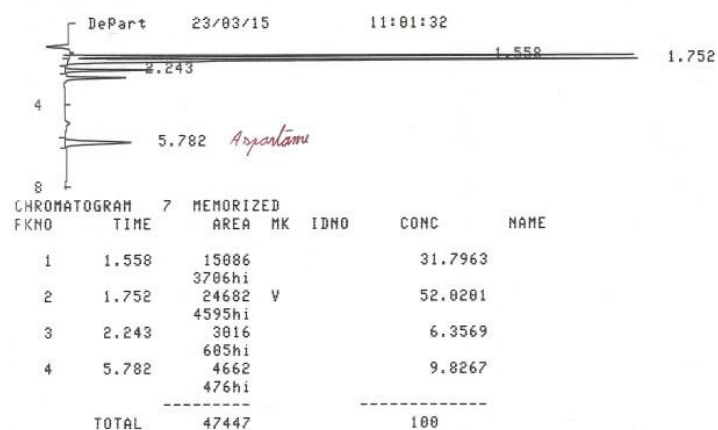 DePart 23/03/15 11:01:32
1.558
1.752
2.243
4
5.782 Aspartame
8
CHROMATOGRAM 7 MEMORIZED
PKNO TIME AREA MK IDNO CONC NAME
1 1.558 15086 31.7963
3706hi
2 1.752 24682 V 52.0201
4595hi
3 2.243 3016 6.3569
605hi
4 5.782 4662 9.8267
476hi
TOTAL 47447 100